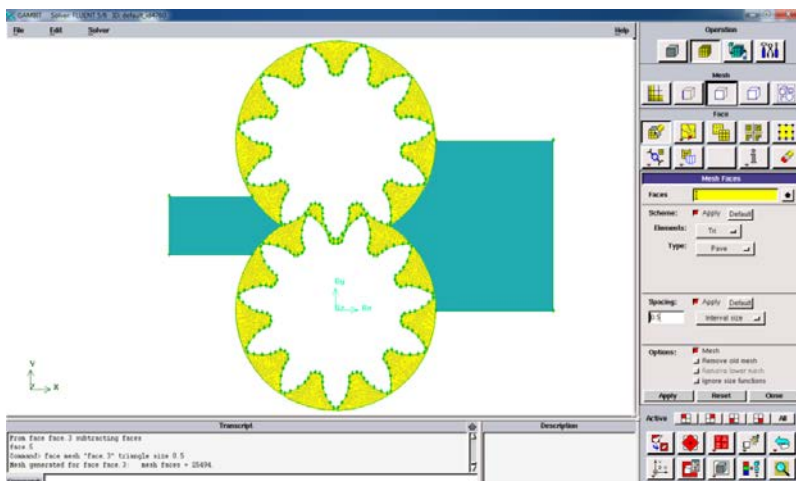 GAMBIT Solver: FLUENT 5/6 ID: default_id4760
File Edit Solver Help
Operation
Mesh
Face
Mesh Faces
Faces
Scheme: Apply Default
Elements: Tri
Type: Pave
Spacing: Apply Default
0.5 Interval size
Options: Mesh
Remove old mesh
Remove lower mesh
Ignore size functions
Apply Reset Close
Y
Z X
Transcript Description
From face face.3 subtracting faces
face.5
Command> face mesh "face.3" triangle size 0.5
Mesh generated for face face.3: mesh faces = 25494.
Active All